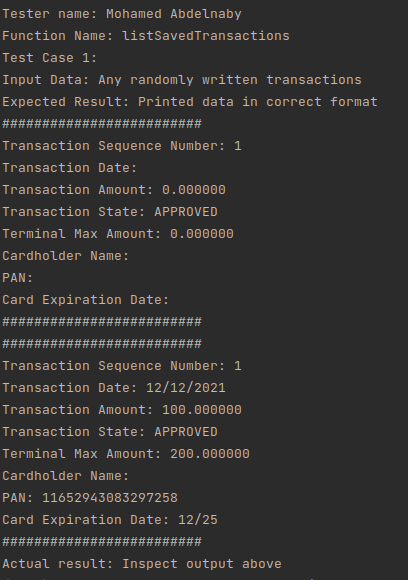 Tester name: Mohamed Abdelnaby
Function Name: listSavedTransactions
Test Case 1:
Input Data: Any randomly written transactions
Expected Result: Printed data in correct format
#########################
Transaction Sequence Number: 1
Transaction Date:
Transaction Amount: 0.000000
Transaction State: APPROVED
Terminal Max Amount: 0.000000
Cardholder Name:
PAN:
Card Expiration Date:
#########################
#########################
Transaction Sequence Number: 1
Transaction Date: 12/12/2021
Transaction Amount: 100.000000
Transaction State: APPROVED
Terminal Max Amount: 200.000000
Cardholder Name:
PAN: 11652943083297258
Card Expiration Date: 12/25
#########################
Actual result: Inspect output above